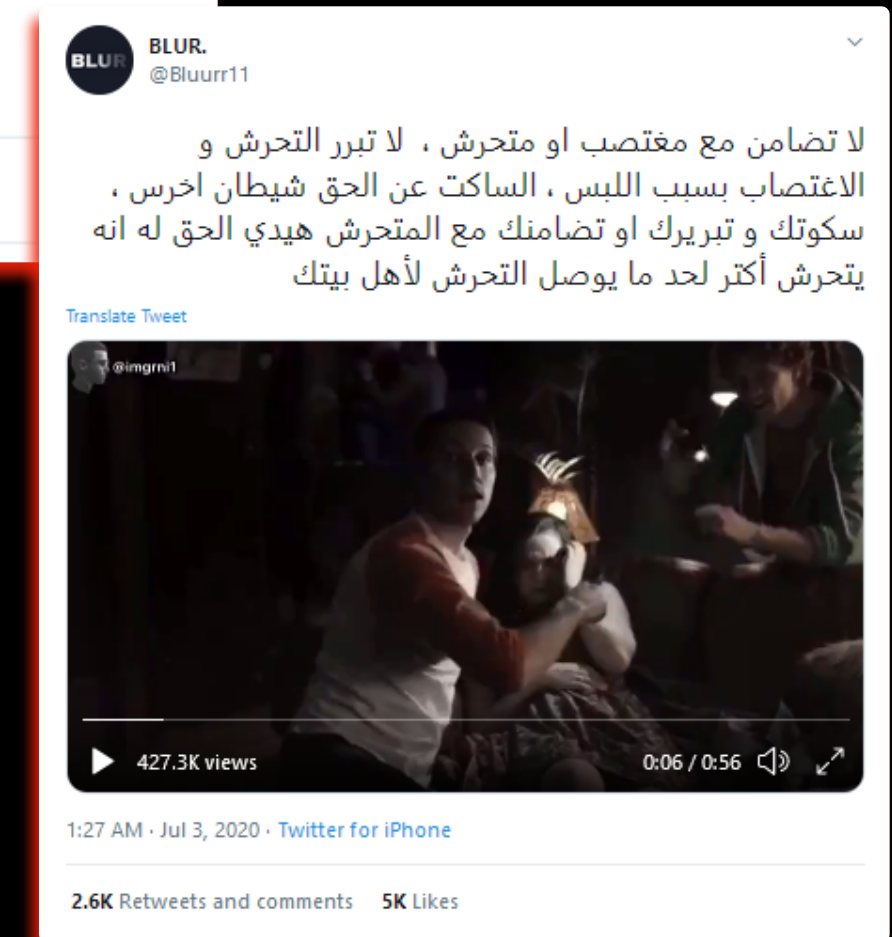 BLUR
BLUR.
@Bluurr11
لا تضامن مع مغتصب او متحرش ، لا تبرر التحرش و
الاغتصاب بسبب اللبس ، الساكت عن الحق شيطان اخرس ،
سكوتك و تبريرك او تضامنك مع المتحرش هيدي الحق له انه
يتحرش أكتر لحد ما يوصل التحرش لأهل بيتك
Translate Tweet
@imgrni1
427.3K views
0:06 / 0:56
1:27 AM · Jul 3, 2020 · Twitter for iPhone
2.6K Retweets and comments 5K Likes